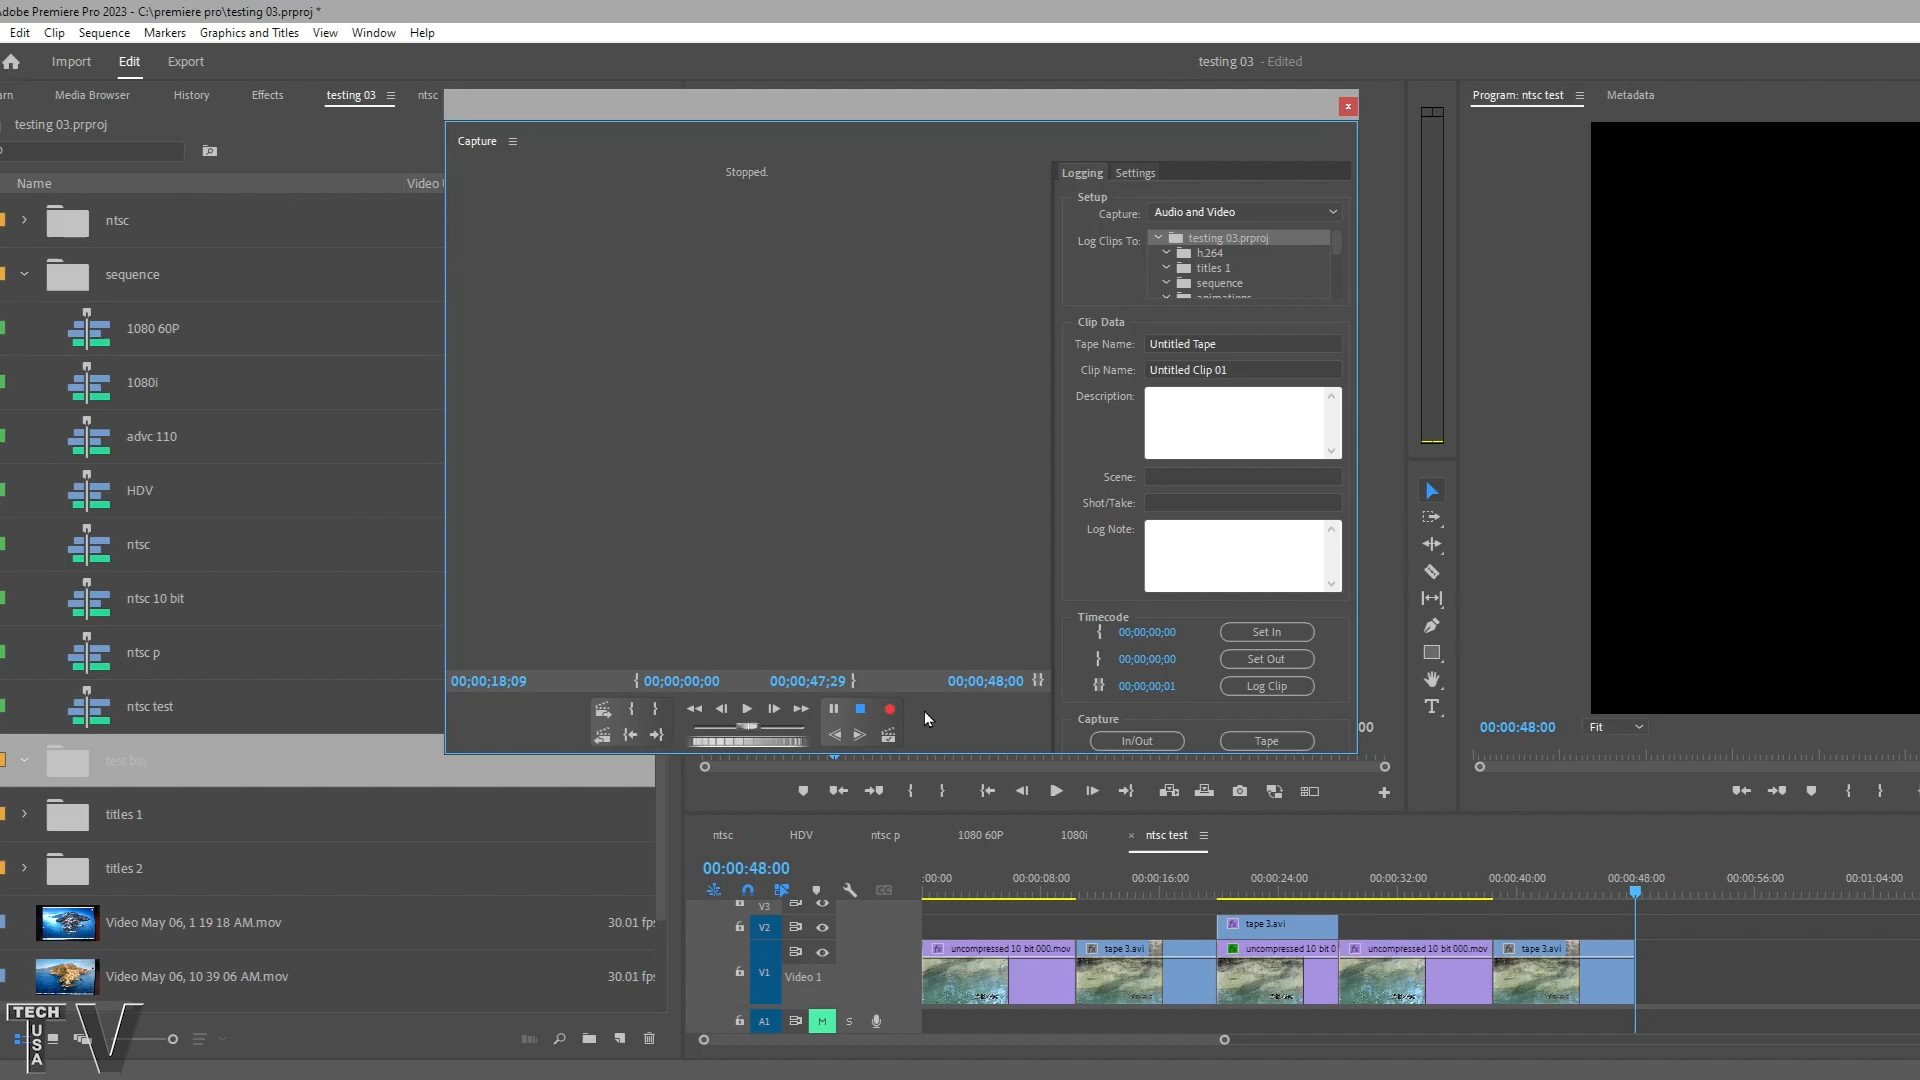 dobe Premiere Pro 2023 - C:\premiere pro\testing 03.prproj *
Edit Clip Sequence Markers Graphics and Titles View Window Help
Import Edit Export
testing 03 - Edited
arn Media Browser History Effects testing 03 ntsc
testing 03.prproj
Name Video
ntsc
sequence
1080 60P
1080i
advc 110
HDV
ntsc
ntsc 10 bit
ntsc p
ntsc test
test bin
titles 1
titles 2
Video May 06, 1 19 18 AM.mov 30.01 fps
Video May 06, 10 39 06 AM.mov 30.01 fps
TECH
USA
V
Capture
Stopped.
00;00;18;09 00;00;00;00 00;00;47;29 00;00;48;00
Logging Settings
Setup
Capture: Audio and Video
Log Clips To: testing 03.prproj
h.264
titles 1
sequence
animations
Clip Data
Tape Name: Untitled Tape
Clip Name: Untitled Clip 01
Description:
Scene:
Shot/Take:
Log Note:
Timecode
00;00;00;00 Set In
00;00;00;00 Set Out
00;00;00;01 Log Clip
Capture
In/Out Tape
Program: ntsc test Metadata
T
00
00:00:48:00 Fit
ntsc HDV ntsc p 1080 60P 1080i × ntsc test
00:00:48:00
:00:00 00:00:08:00 00:00:16:00 00:00:24:00 00:00:32:00 00:00:40:00 00:00:48:00 00:00:56:00 00:01:04:00
CC
V3
V2
fx tape 3.avi
fx uncompressed 10 bit 000.mov fx tape 3.avi fx uncompressed 10 bit 0 fx uncompressed 10 bit 000.mov fx tape 3.avi
V1 Video 1
A1 M S